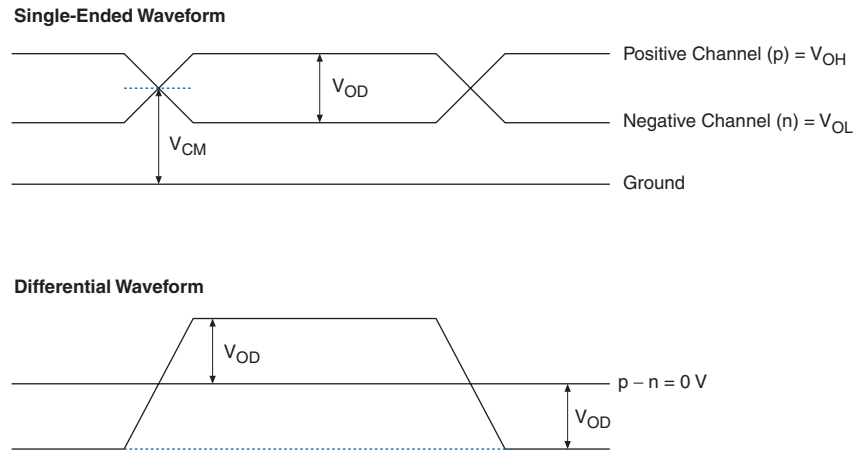 Single-Ended Waveform
Positive Channel (p) = VOH
VOD
Negative Channel (n) = VOL
VCM
Ground
Differential Waveform
VOD
p – n = 0 V
VOD